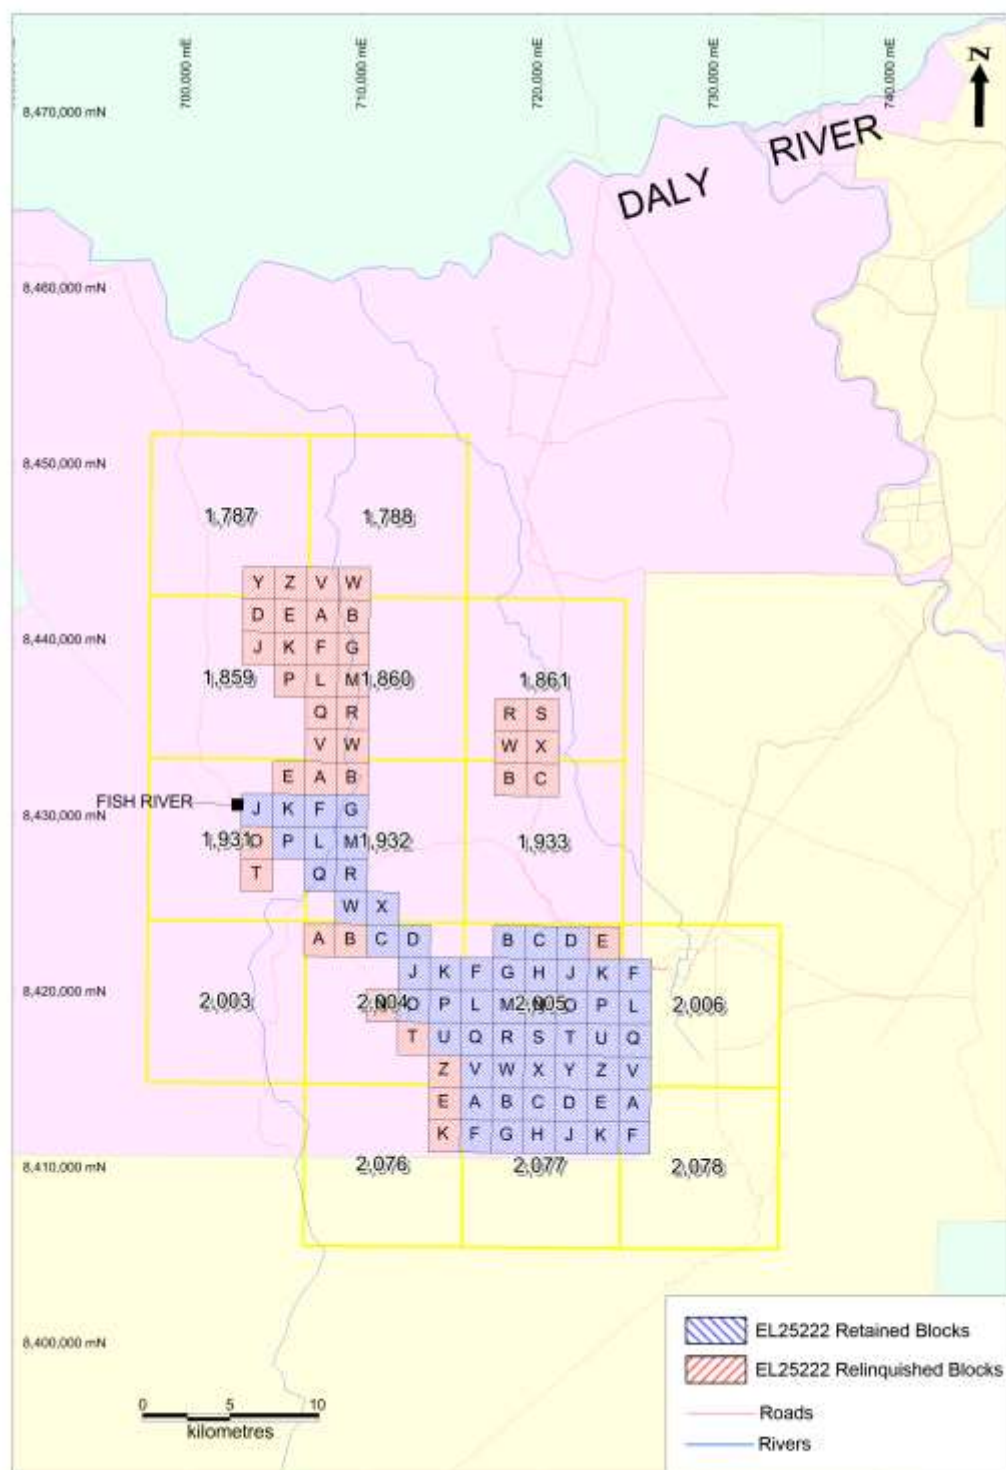 700,000 mE
710,000 mE
720,000 mE
730,000 mE
740,000 mE
N
8,470,000 mN
DALY RIVER
8,460,000 mN
8,450,000 mN
1,787 1,788
Y Z V W
D E A B
8,440,000 mN
J K F G
1,859 P L M 1,860 1,861
Q R R S
V W W X
E A B B C
FISH RIVER J K F G
8,430,000 mN
1,931 O P L M 1,932 1,933
T Q R
W X
A B C D B C D E
J K F G H J K F
8,420,000 mN
2,003 2,004 N O P L M N 2,005 O P L 2,006
T U Q R S T U Q
Z V W X Y Z V
E A B C D E A
K F G H J K F
8,410,000 mN
2,076 2,077 2,078
8,400,000 mN
0 5 10
kilometres
EL25222 Retained Blocks
EL25222 Relinquished Blocks
Roads
Rivers